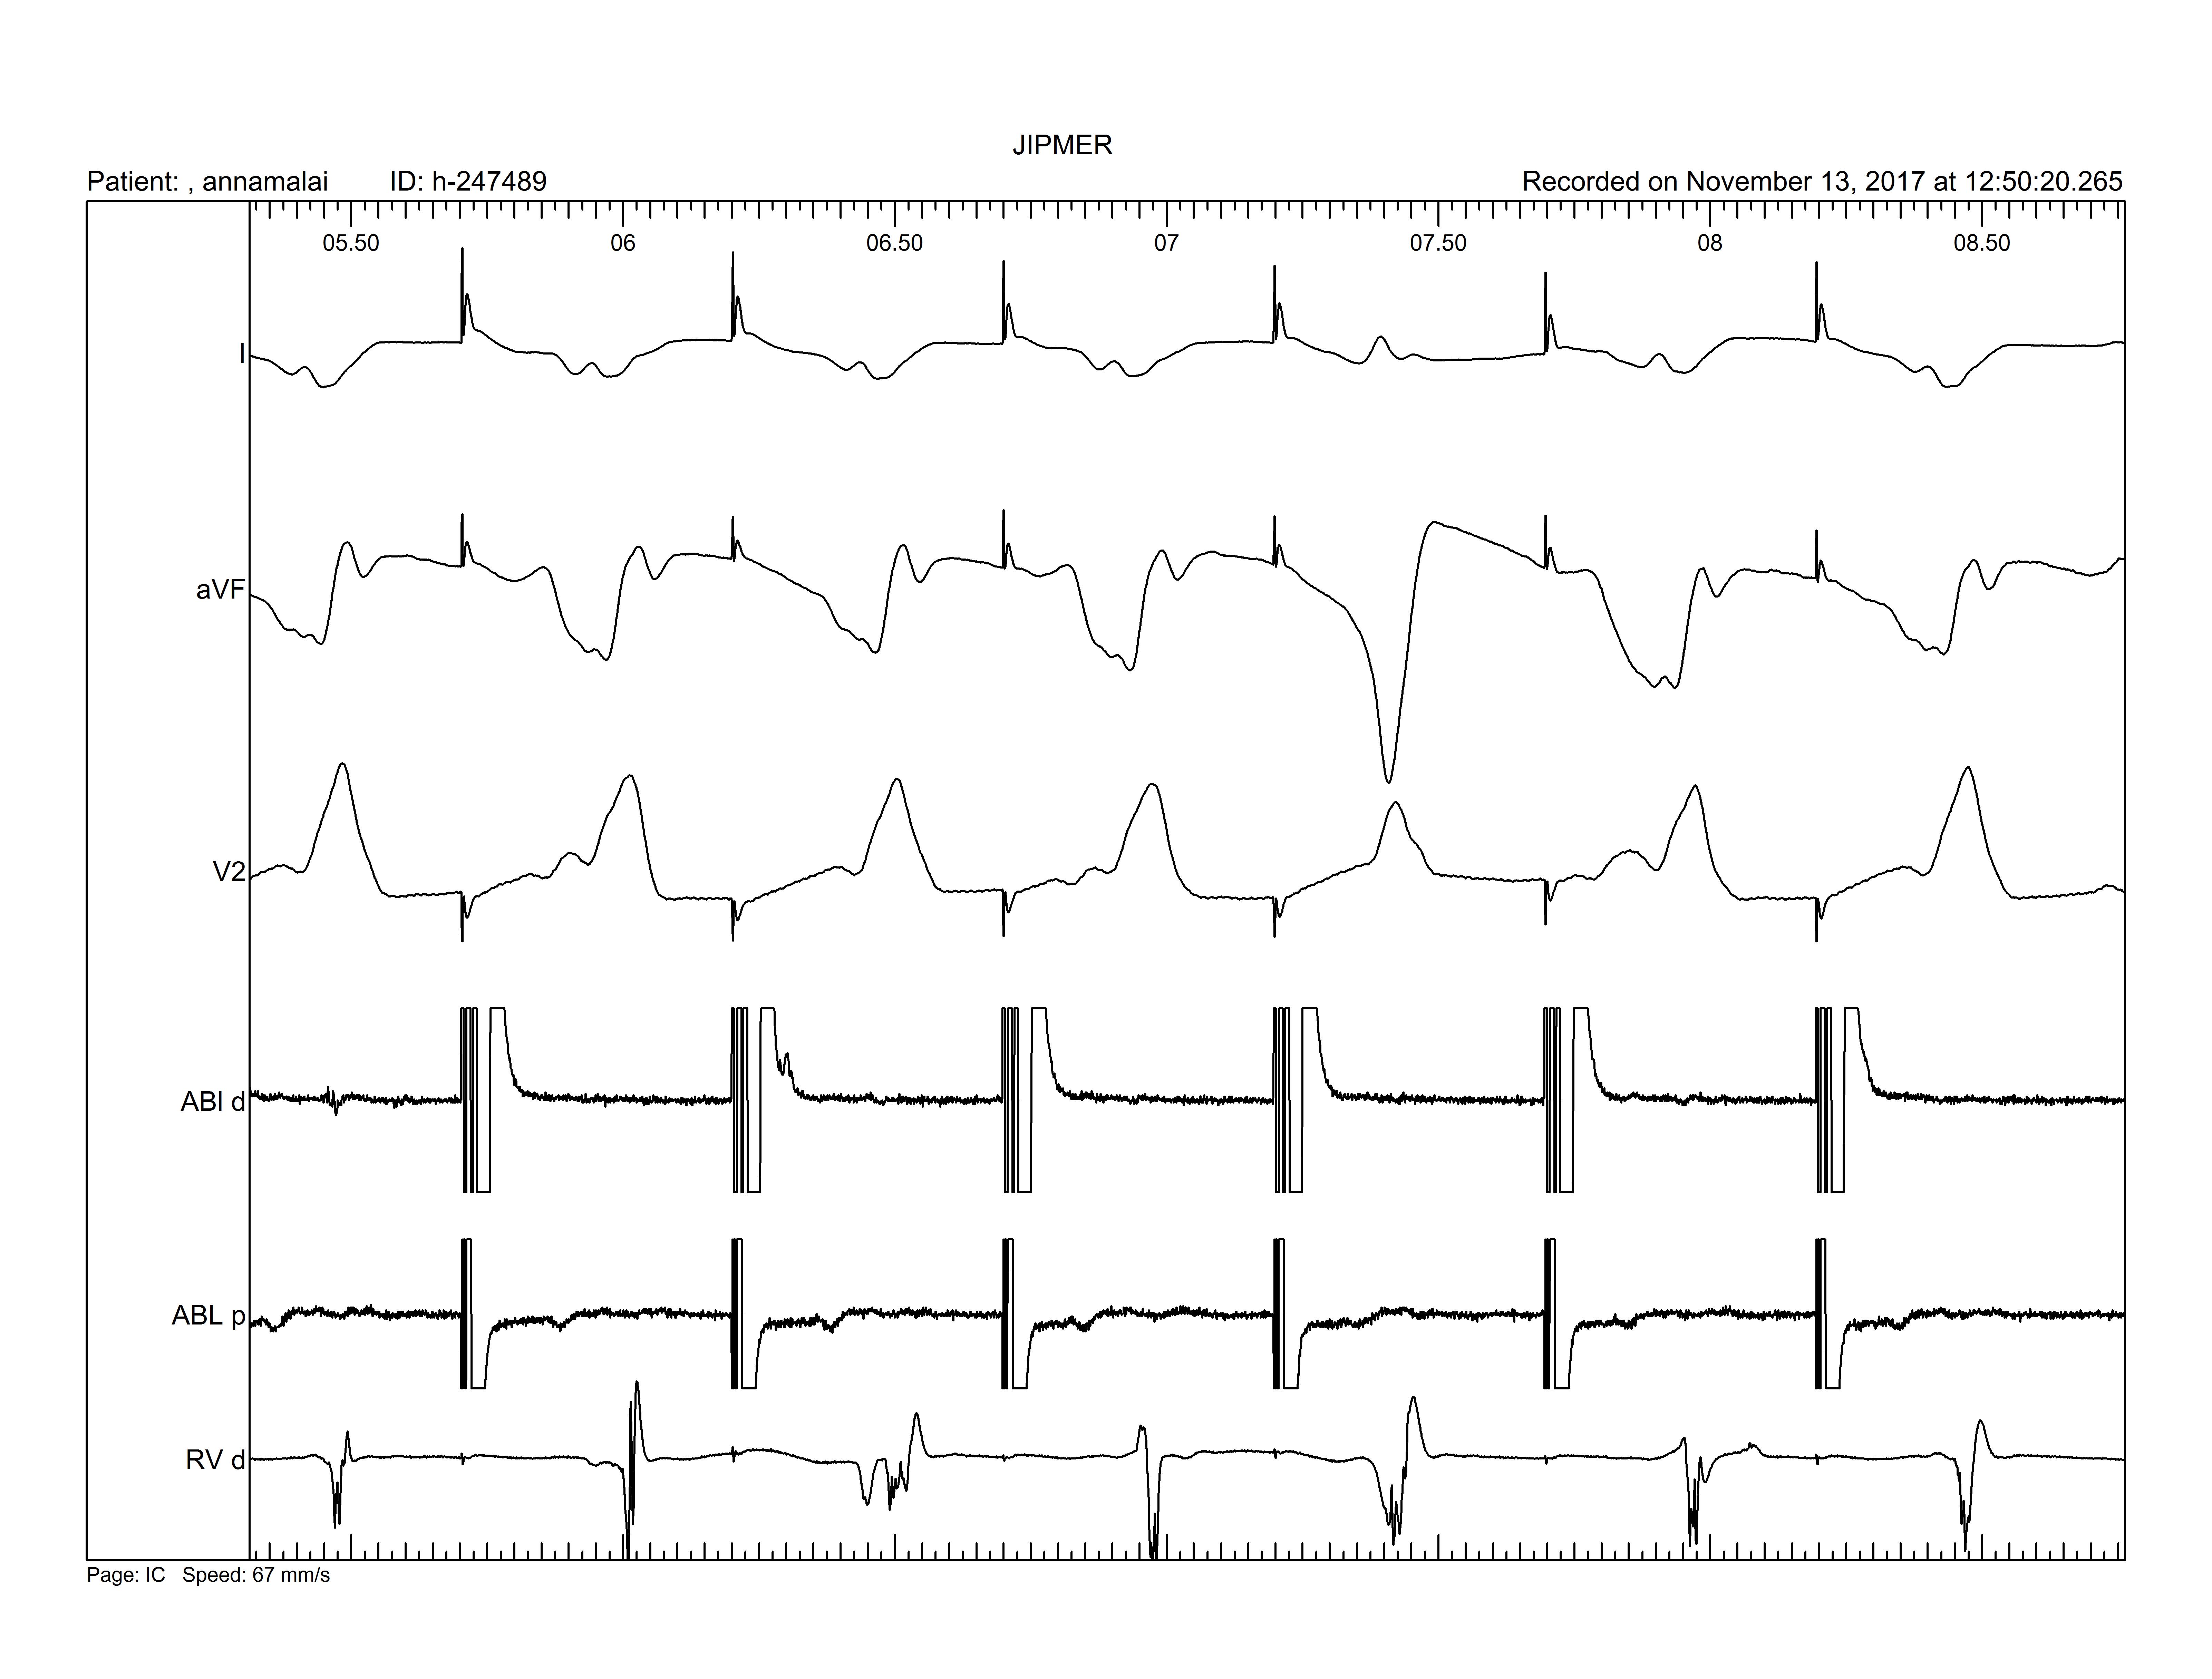 JIPMER
Patient: , annamalai ID: h-247489 Recorded on November 13, 2017 at 12:50:20.265
05.50 06 06.50 07 07.50 08 08.50
I
aVF
V2
ABl d
ABL p
RV d
Page: IC Speed: 67 mm/s